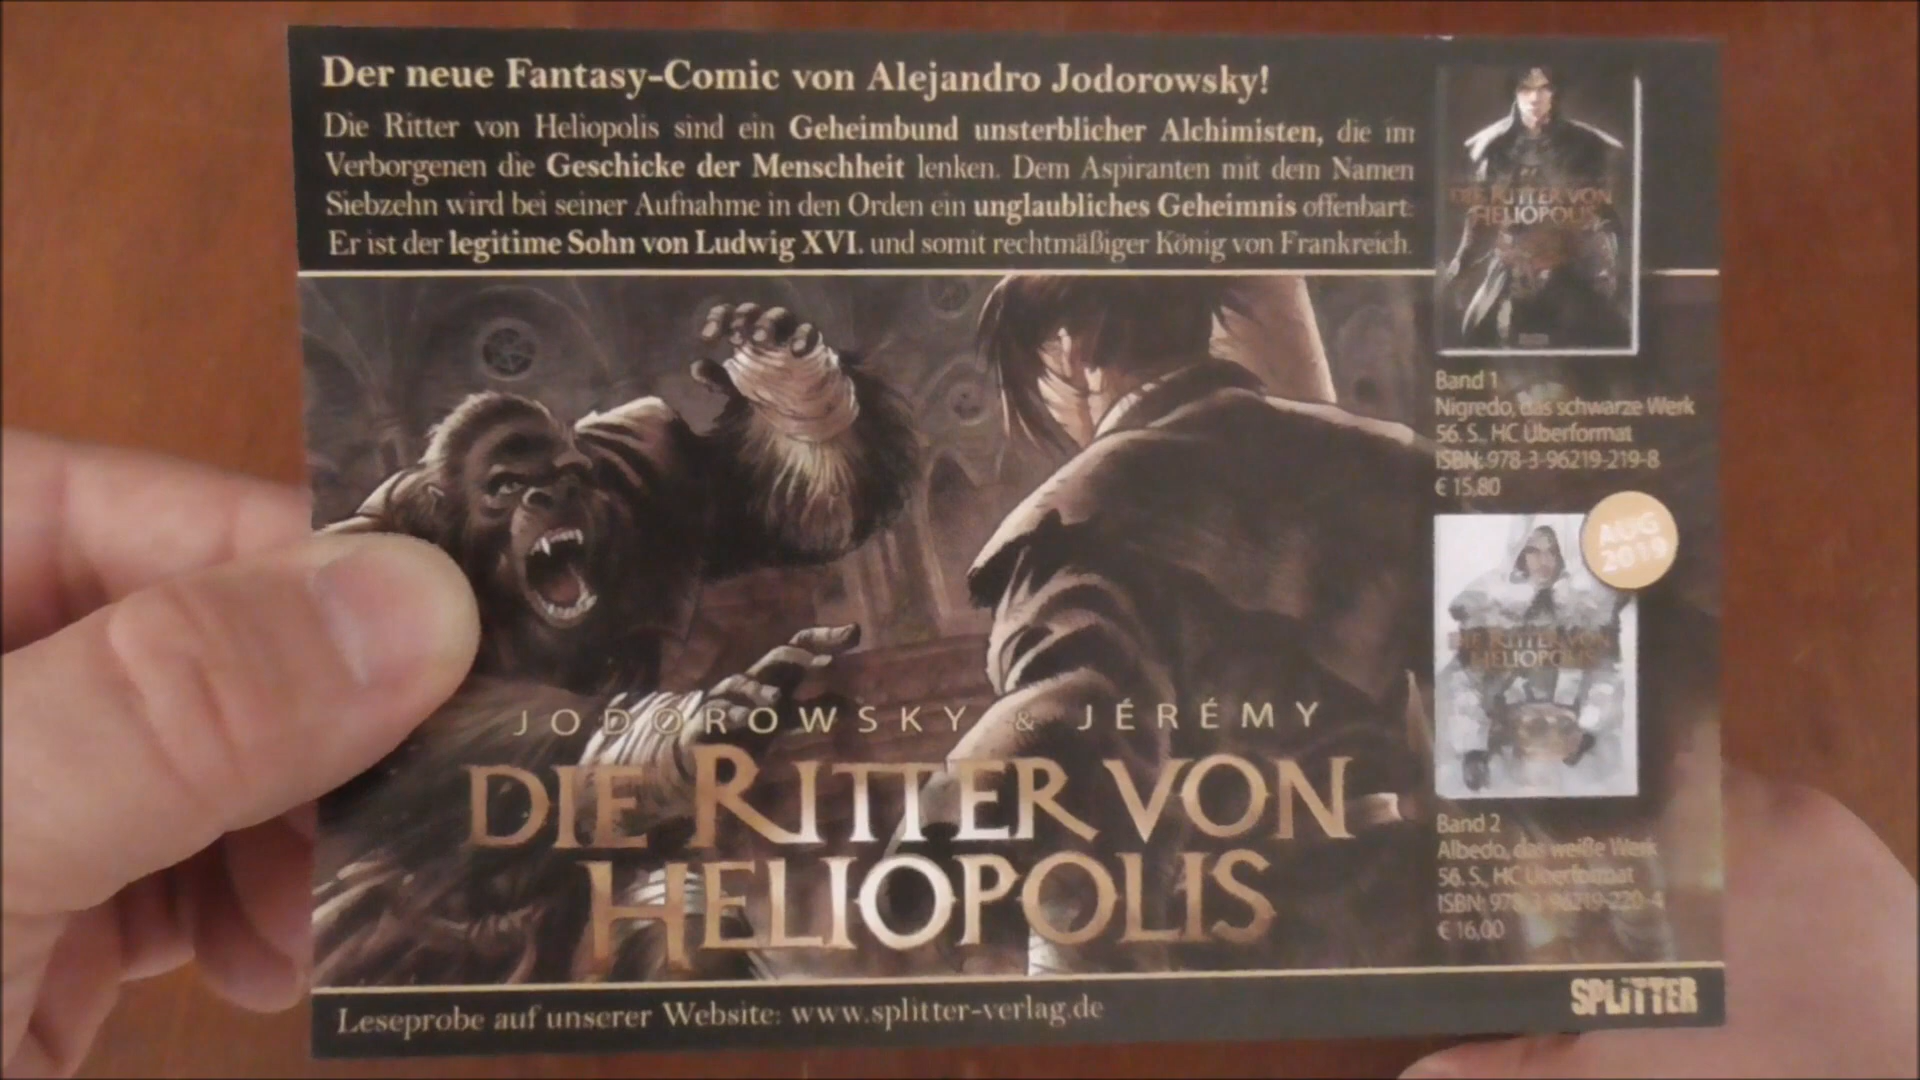 Der neue Fantasy-Comic von Alejandro Jodorowsky!
Die Ritter von Heliopolis sind ein Geheimbund unsterblicher Alchimisten, die im
Verborgenen die Geschicke der Menschheit lenken. Dem Aspiranten mit dem Namen
Siebzehn wird bei seiner Aufnahme in den Orden ein unglaubliches Geheimnis offenbart:
Er ist der legitime Sohn von Ludwig XVI. und somit rechtmäßiger König von Frankreich.
DIE RITTER VON
HELIOPOLIS
Band 1
Nigredo, das schwarze Werk
56. S., HC Überformat
ISBN: 978-3-96219-219-8
€ 15,80
AUG
2019
DIE RITTER VON
HELIOPOLIS
Band 2
Albedo, das weiße Werk
56. S., HC Überformat
ISBN: 978-3-96219-220-4
€ 16,00
JODOROWSKY & JÉRÉMY
DIE RITTER VON
HELIOPOLIS
Leseprobe auf unserer Website: www.splitter-verlag.de
SPLITTER